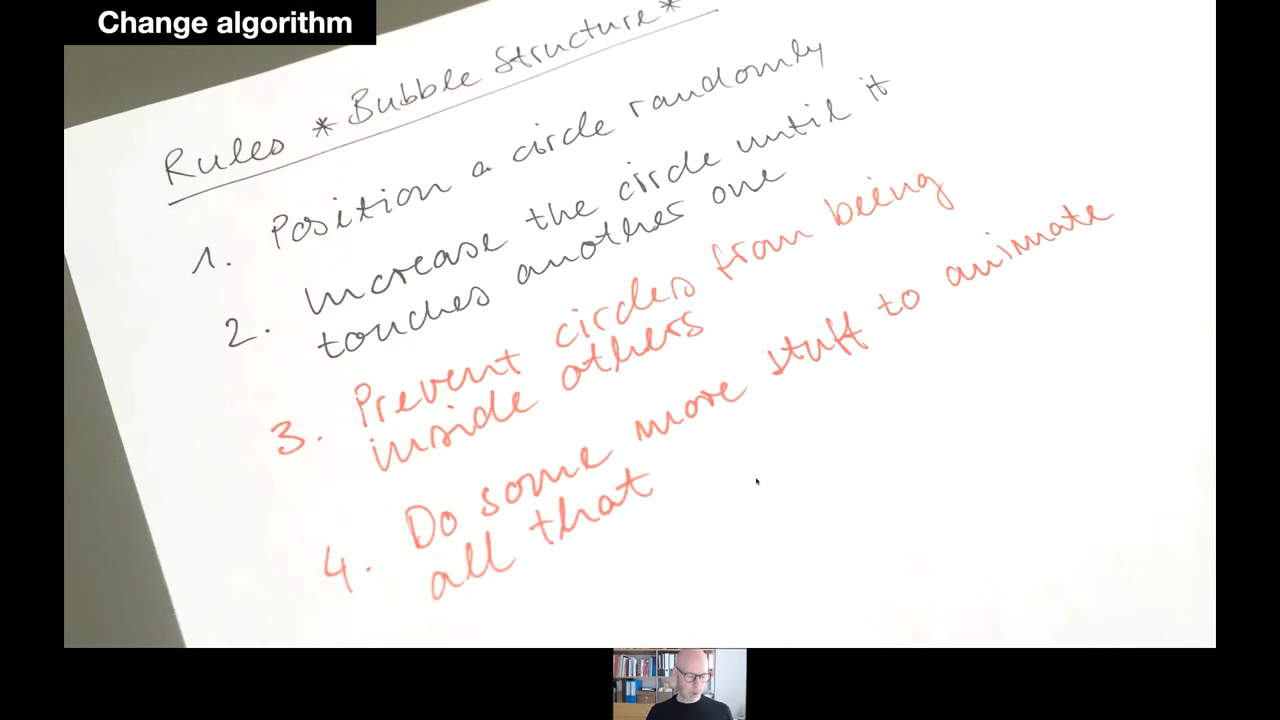 Change algorithm
Rules *Bubble Structure*
1. Position a circle randomly
2. increase the circle until it
touches another one
3. Prevent circles from being
inside others
4. Do some more stuff to animate
all that